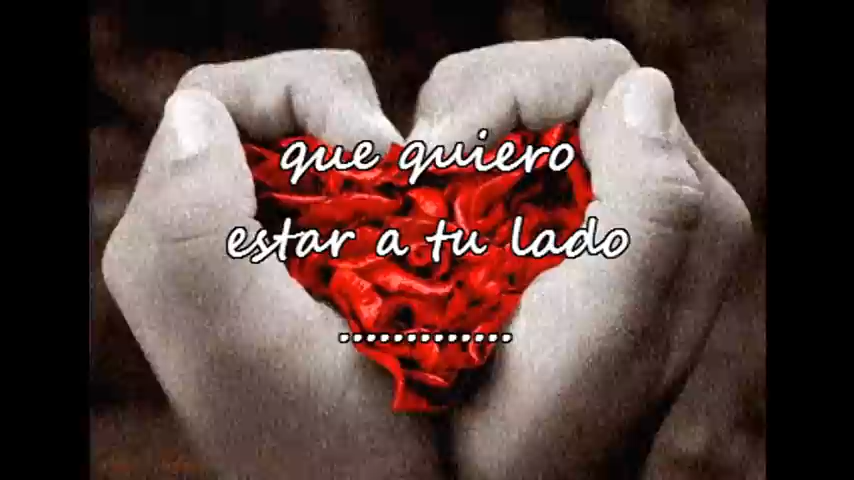 que quiero
estar a tu lado
.............